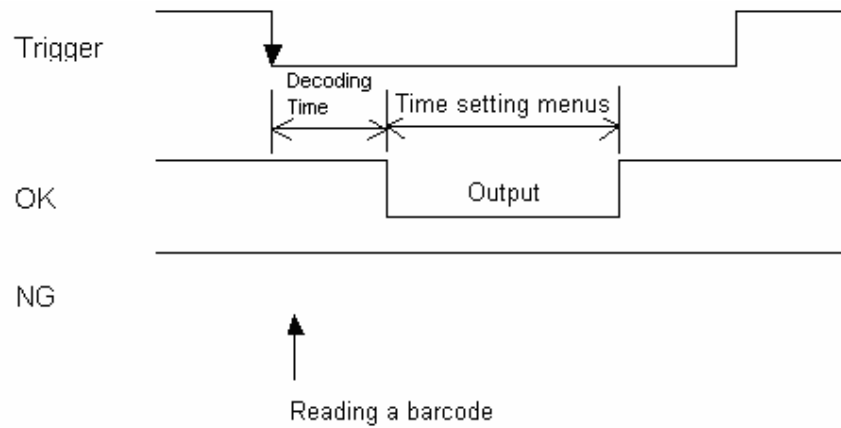 Trigger
Decoding
Time
Time setting menus
OK
Output
NG
Reading a barcode